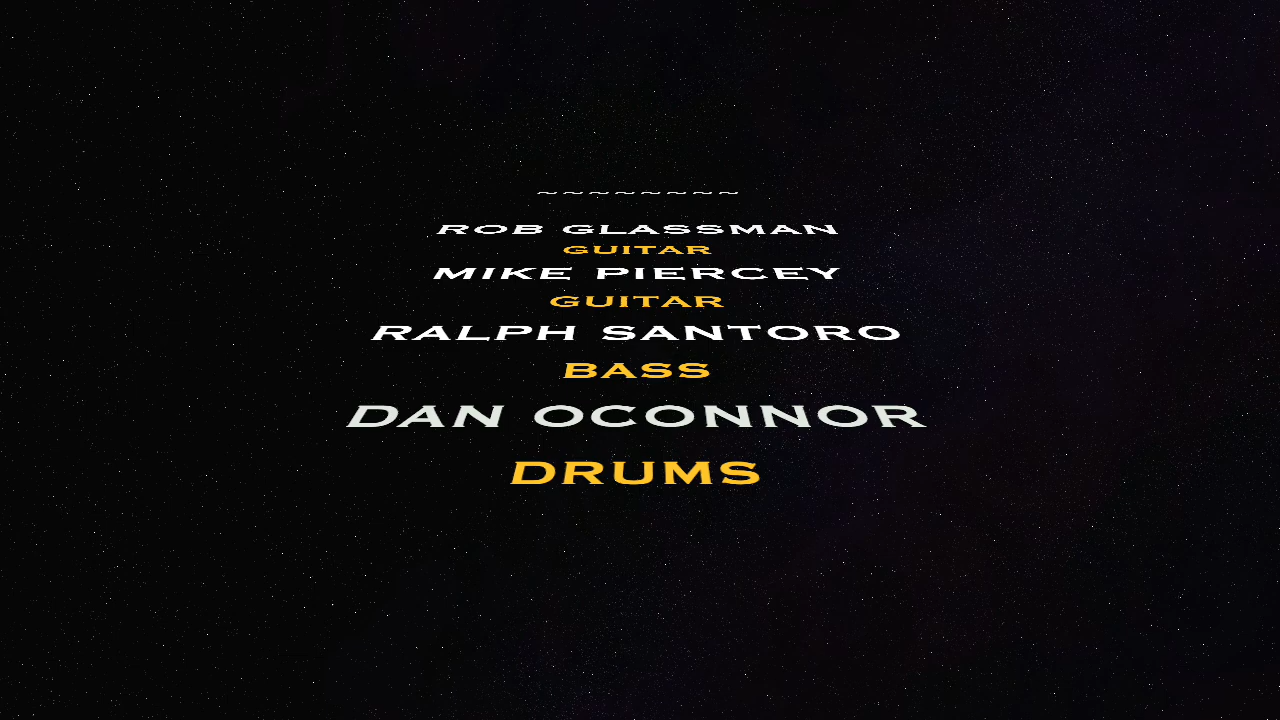 ~~~~~~~~
ROB GLASSMAN
GUITAR
MIKE PIERCEY
GUITAR
RALPH SANTORO
BASS
DAN OCONNOR
DRUMS